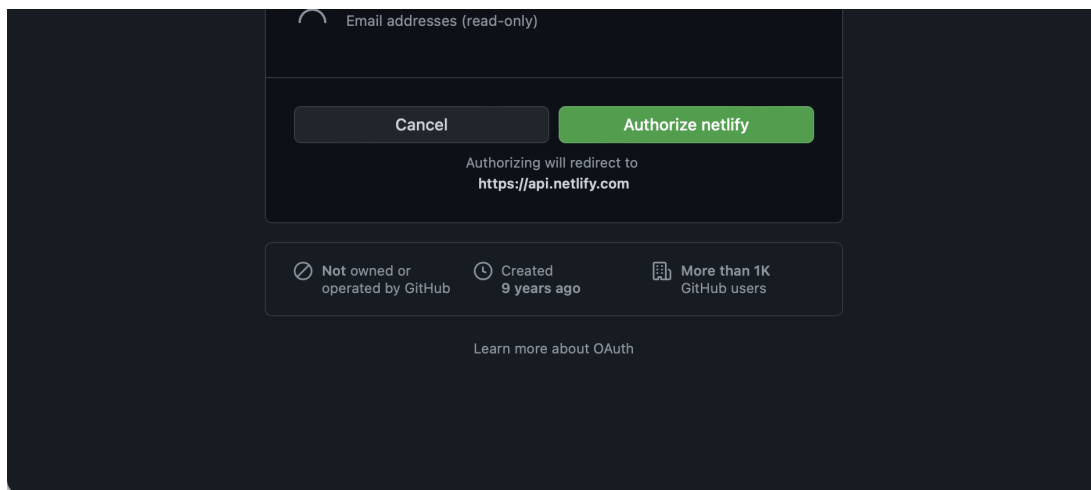 Email addresses (read-only)
Cancel
Authorize netlify
Authorizing will redirect to
https://api.netlify.com
Not owned or
operated by GitHub
Created
9 years ago
More than 1K
GitHub users
Learn more about OAuth